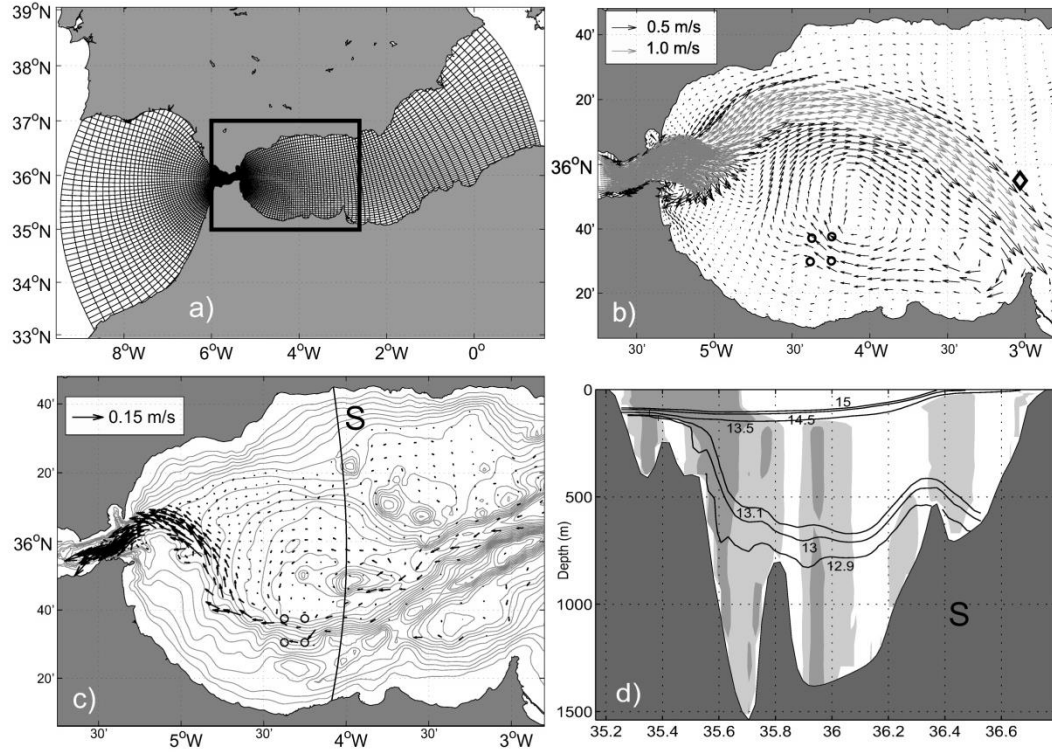 39°N
38°N
37°N
36°N
35°N
34°N
33°N
8°W 6°W 4°W 2°W 0°
a)
0.5 m/s
1.0 m/s
40'
20'
36°N
40'
20'
5°W 30' 4°W 30' 3°W
b)
0.15 m/s
S
40'
20'
36°N
40'
20'
30' 5°W 30' 4°W 30' 3°W
c)
0
500
1000
1500
Depth (m)
15
14.5
13.5
13.1
13
12.9
S
d)
35.2 35.4 35.6 35.8 36 36.2 36.4 36.6